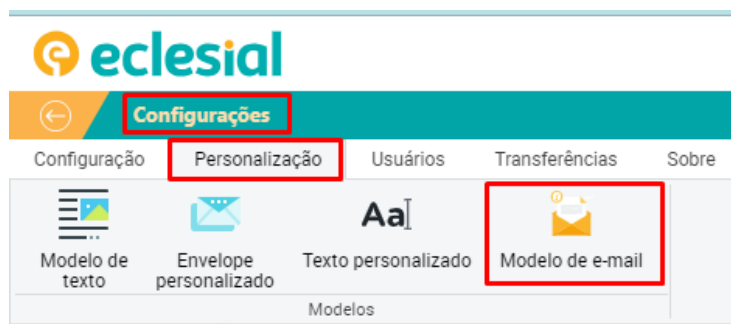 eclesial
Configurações
Configuração Personalização Usuários Transferências Sobre
Aa
Modelo de texto
Envelope personalizado
Texto personalizado
Modelo de e-mail
Modelos